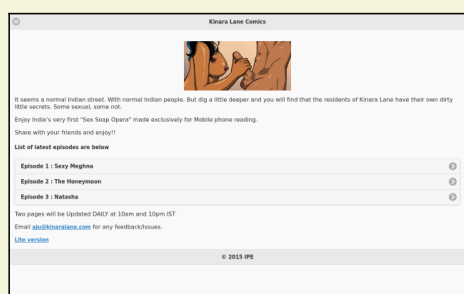 Kinara Lane Comics
It seems a normal Indian street. With normal Indian people. But dig a little deeper and you will find that the residents of Kinara Lane have their own dirty
little secrets. Some sexual, some not.
Enjoy India's very first "Sex Soap Opera" made exclusively for Mobile phone reading.
Share with your friends and enjoy!!
List of latest episodes are below
Episode 1 : Sexy Meghna
Episode 2 : The Honeymoon
Episode 3 : Natasha
Two pages will be Updated DAILY at 10am and 10pm IST
Email aju@kinaralane.com for any feedback/issues.
Lite version
© 2015 IPE